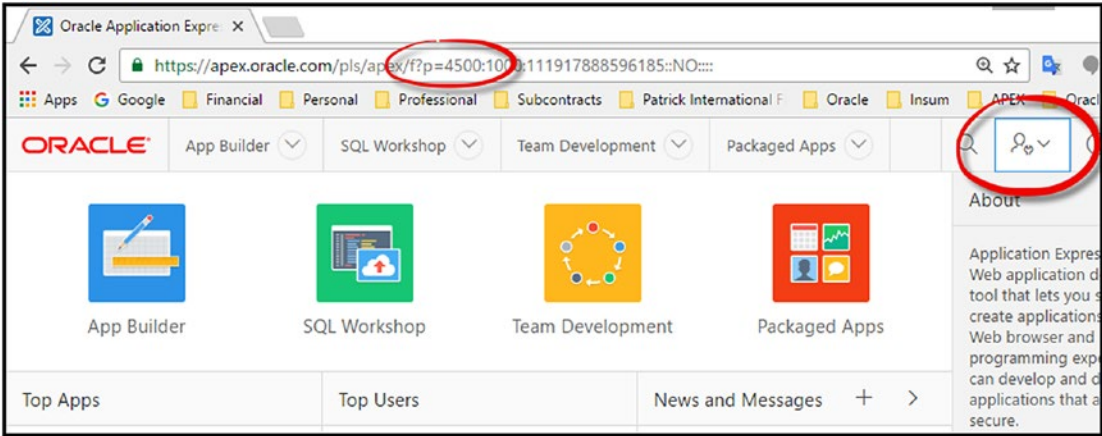 Oracle Application Expre
https://apex.oracle.com/pls/apex/f?p=4500:1000:111917888596185::NO::::
Apps Google Financial Personal Professional Subcontracts Patrick International F Oracle Insum APEX Oracl
ORACLE App Builder SQL Workshop Team Development Packaged Apps
About
Application Expres
Web application d
tool that lets you s
create applications
Web browser and
programming expe
can develop and d
applications that a
secure.
App Builder SQL Workshop Team Development Packaged Apps
Top Apps Top Users News and Messages